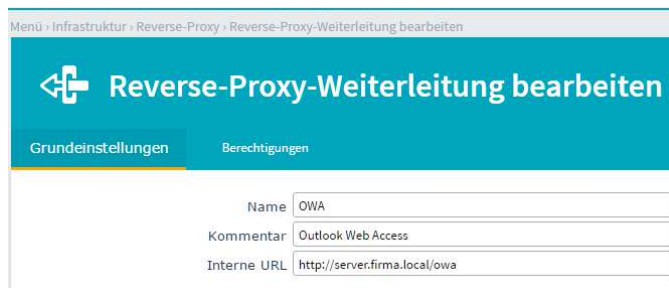 Menü › Infrastruktur › Reverse-Proxy › Reverse-Proxy-Weiterleitung bearbeiten
Reverse-Proxy-Weiterleitung bearbeiten
Grundeinstellungen Berechtigungen
Name OWA
Kommentar Outlook Web Access
Interne URL http://server.firma.local/owa